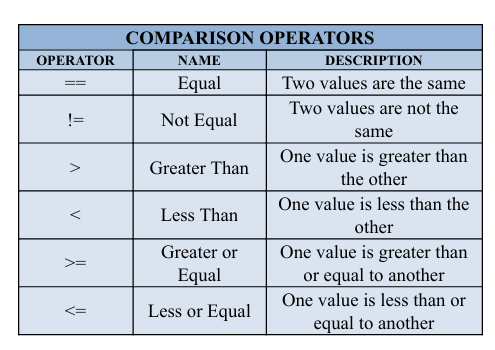 COMPARISON OPERATORS
OPERATOR NAME DESCRIPTION
== Equal Two values are the same
!= Not Equal Two values are not the
same
> Greater Than One value is greater than
the other
< Less Than One value is less than the
other
>= Greater or
Equal One value is greater than
or equal to another
<= Less or Equal One value is less than or
equal to another